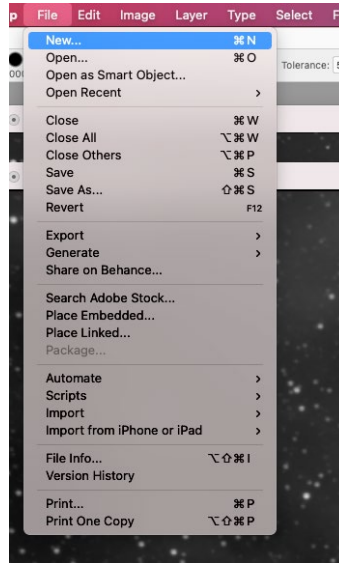 p File Edit Image Layer Type Select F
Tolerance: 5
000
New... ⌘N
Open... ⌘O
Open as Smart Object...
Open Recent >
Close ⌘W
Close All ⌥⌘W
Close Others ⌥⌘P
Save ⌘S
Save As... ⇧⌘S
Revert F12
Export >
Generate >
Share on Behance...
Search Adobe Stock...
Place Embedded...
Place Linked...
Package...
Automate >
Scripts >
Import >
Import from iPhone or iPad >
File Info... ⌥⇧⌘I
Version History
Print... ⌘P
Print One Copy ⌥⇧⌘P